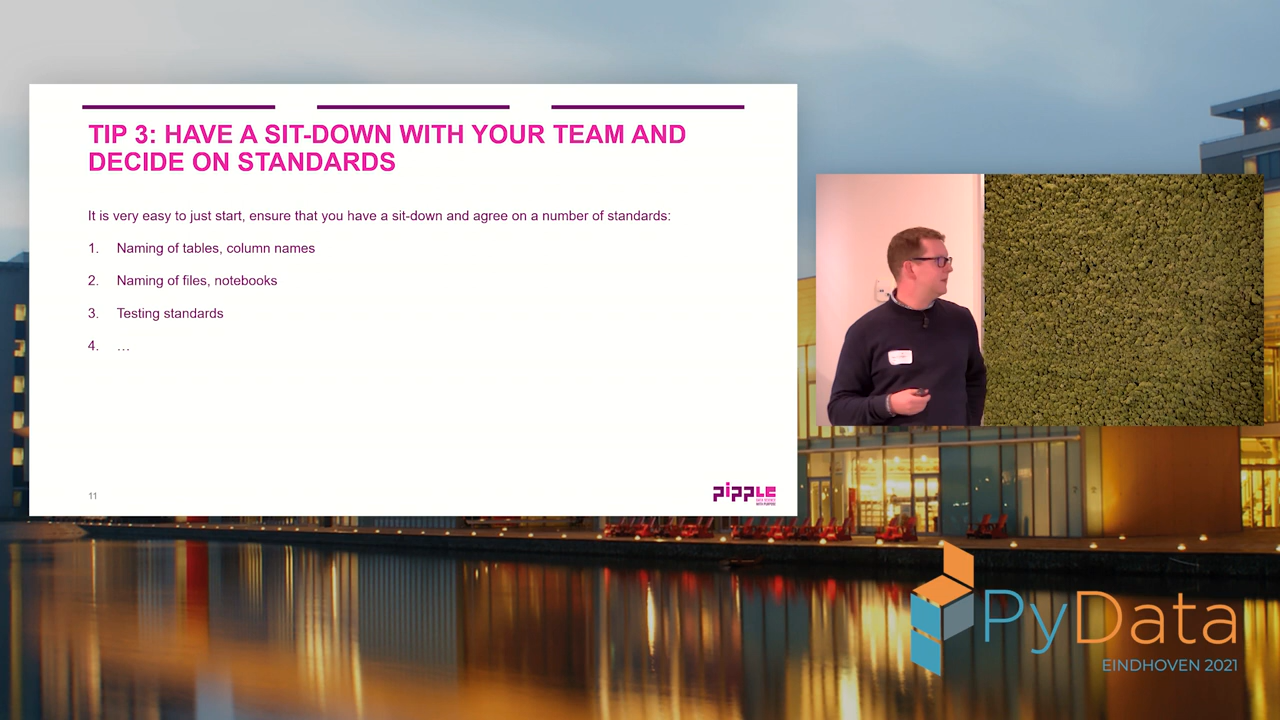 TIP 3: HAVE A SIT-DOWN WITH YOUR TEAM AND
DECIDE ON STANDARDS
It is very easy to just start, ensure that you have a sit-down and agree on a number of standards:
1. Naming of tables, column names
2. Naming of files, notebooks
3. Testing standards
4. …
11
pipple
PyData
EINDHOVEN 2021